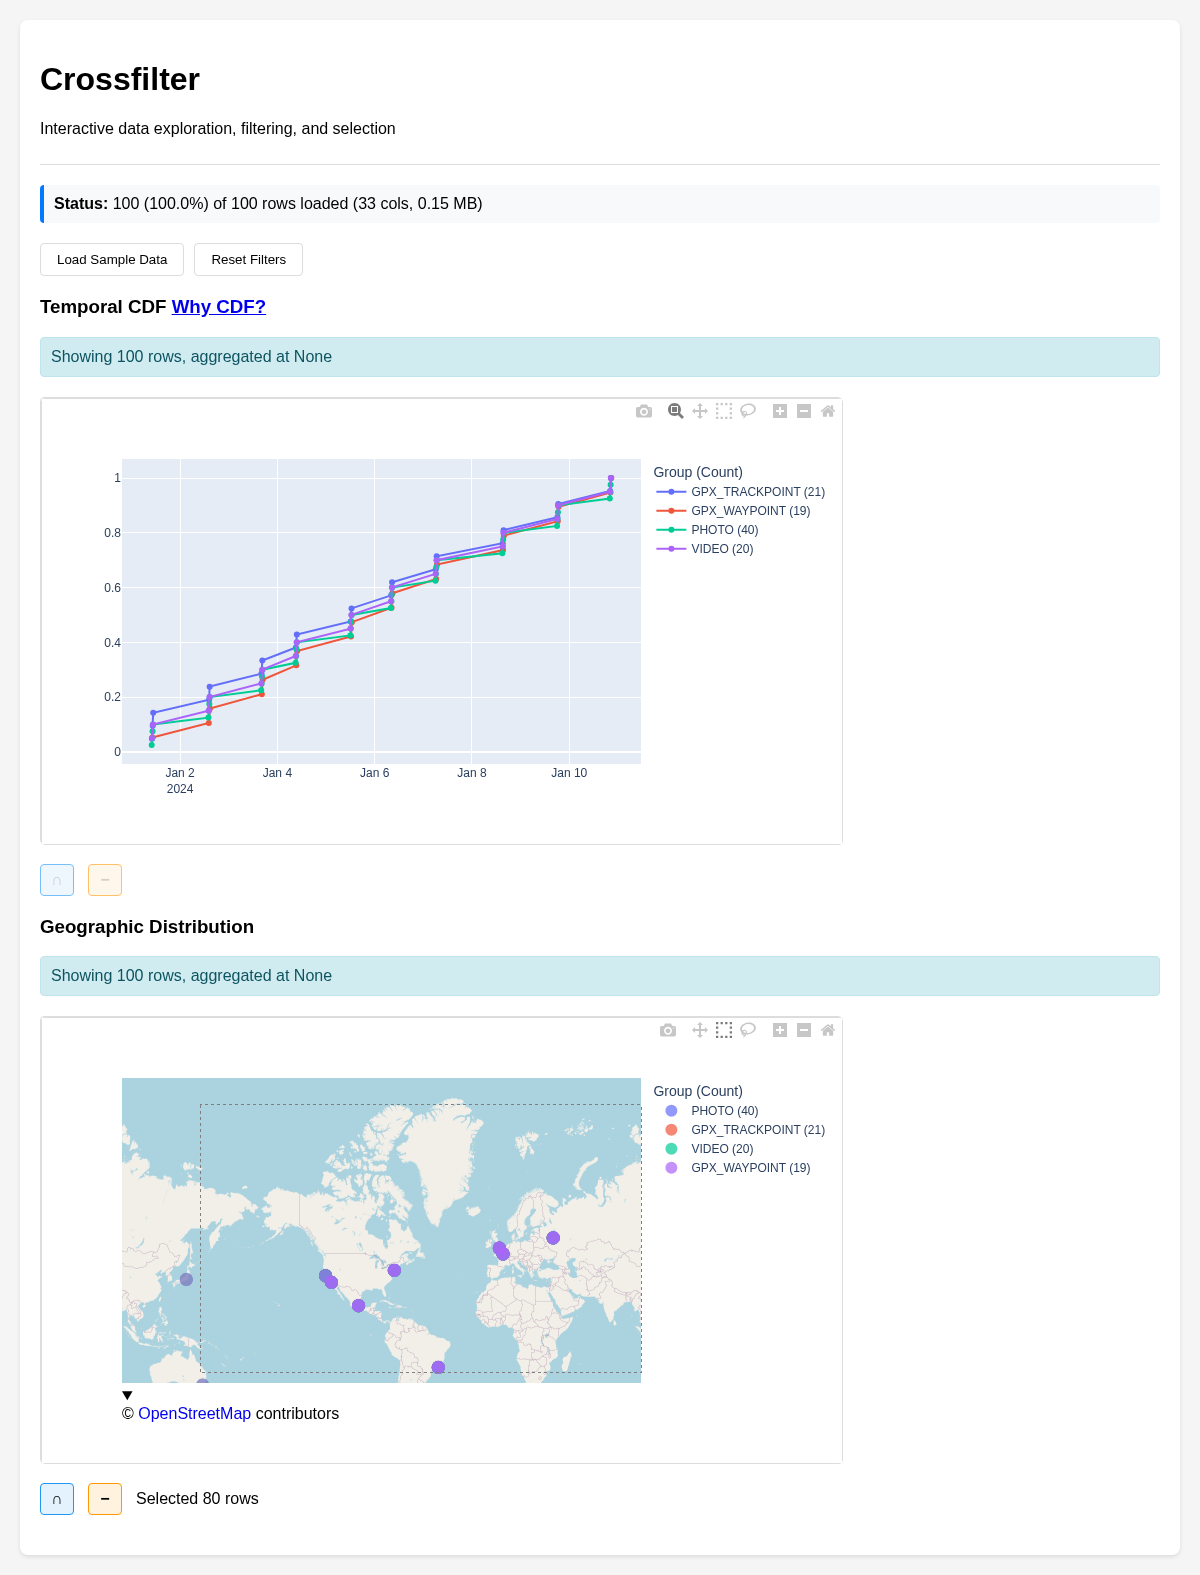 Crossfilter
Interactive data exploration, filtering, and selection
Status: 100 (100.0%) of 100 rows loaded (33 cols, 0.15 MB)
Load Sample Data Reset Filters
Temporal CDF Why CDF?
Showing 100 rows, aggregated at None
Group (Count)
GPX_TRACKPOINT (21)
GPX_WAYPOINT (19)
PHOTO (40)
VIDEO (20)
1
0.8
0.6
0.4
0.2
0
Jan 2 Jan 4 Jan 6 Jan 8 Jan 10
2024
∩ −
Geographic Distribution
Showing 100 rows, aggregated at None
Group (Count)
PHOTO (40)
GPX_TRACKPOINT (21)
VIDEO (20)
GPX_WAYPOINT (19)
© OpenStreetMap contributors
∩ − Selected 80 rows